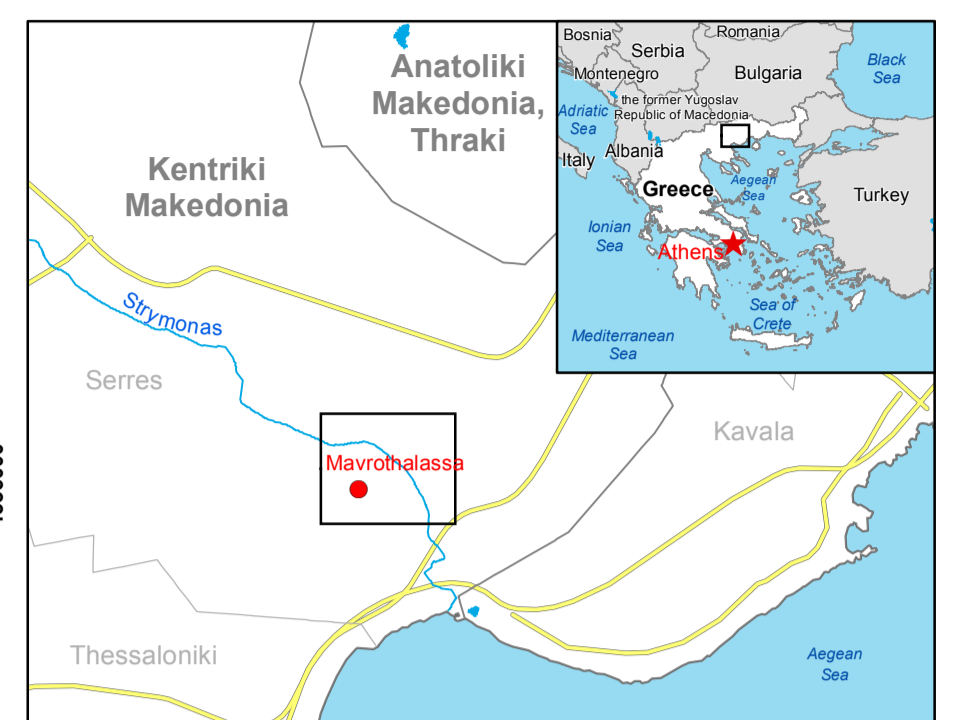 Anatoliki
Makedonia,
Thraki
Kentriki
Makedonia
Strymonas
Serres
Mavrothalassa
Kavala
Thessaloniki
Aegean
Sea
Bosnia
Romania
Serbia
Black
Sea
Montenegro
Bulgaria
the former Yugoslav
Republic of Macedonia
Adriatic
Sea
Italy
Albania
Greece
Aegean
Sea
Turkey
Ionian
Sea
Athens
Sea of
Crete
Mediterranean
Sea